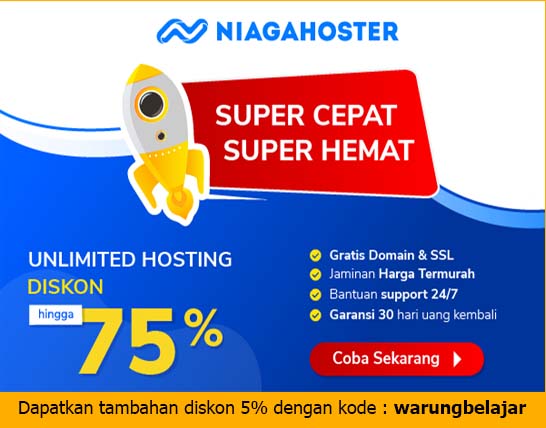 NIAGAHOSTER
SUPER CEPAT
SUPER HEMAT
UNLIMITED HOSTING
DISKON
hingga
75%
Gratis Domain & SSL
Jaminan Harga Termurah
Bantuan support 24/7
Garansi 30 hari uang kembali
Coba Sekarang
Dapatkan tambahan diskon 5% dengan kode : warungbelajar